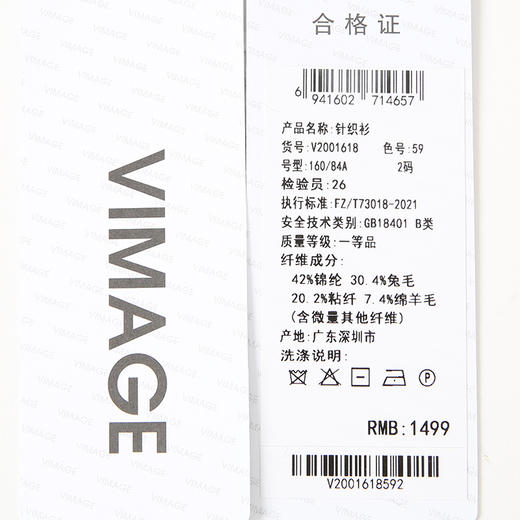 VIMAGE
合格证
6 941602 714657
产品名称:针织衫
货号:V2001618 色号:59
号型:160/84A 2码
检验员:26
执行标准:FZ/T73018-2021
安全技术类别:GB18401 B类
质量等级:一等品
纤维成分:
42%锦纶 30.4%兔毛
20.2%粘纤 7.4%绵羊毛
(含微量其他纤维)
产地:广东深圳市
洗涤说明:
P
RMB:1499
V2001618592